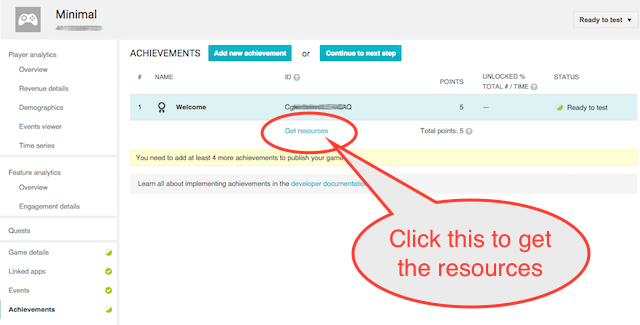 Minimal
Ready to test
Player analytics
Overview
Revenue details
Demographics
Events viewer
Time series
Feature analytics
Overview
Engagement details
Quests
Game details
Linked apps
Events
Achievements
ACHIEVEMENTS Add new achievement or Continue to next step
# NAME ID POINTS UNLOCKED % TOTAL # / TIME STATUS
1 Welcome 5 — Ready to test
Get resources Total points: 5
You need to add at least 4 more achievements to publish your game
Learn all about implementing achievements in the developer documentation
Click this to get
the resources